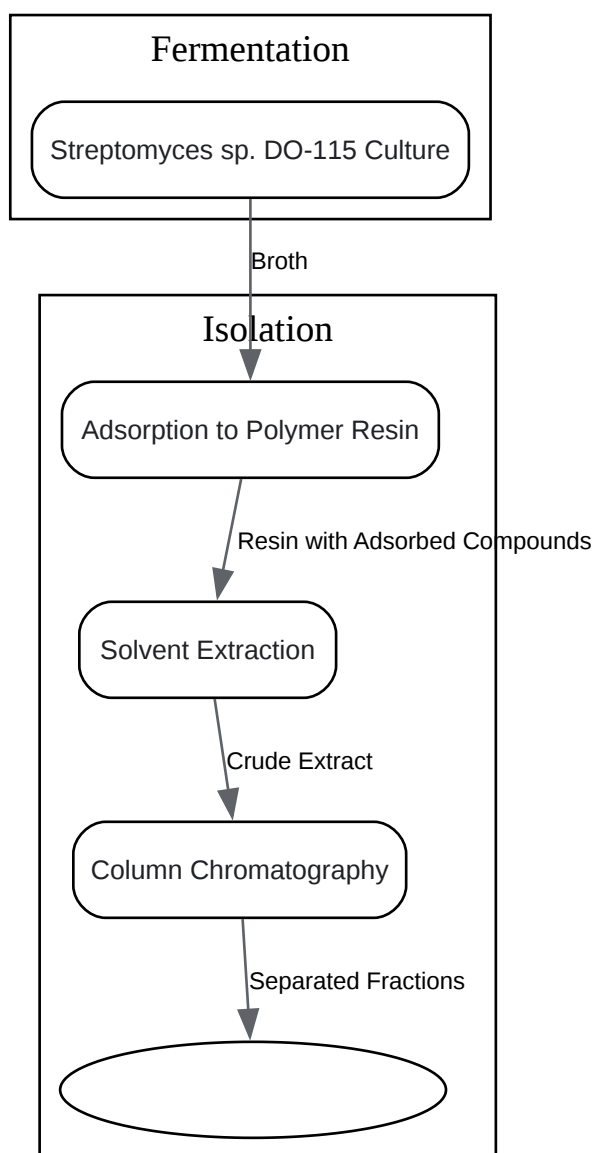 Fermentation
Streptomyces sp. DO-115 Culture
Broth
Isolation
Adsorption to Polymer Resin
Resin with Adsorbed Compounds
Solvent Extraction
Crude Extract
Column Chromatography
Separated Fractions